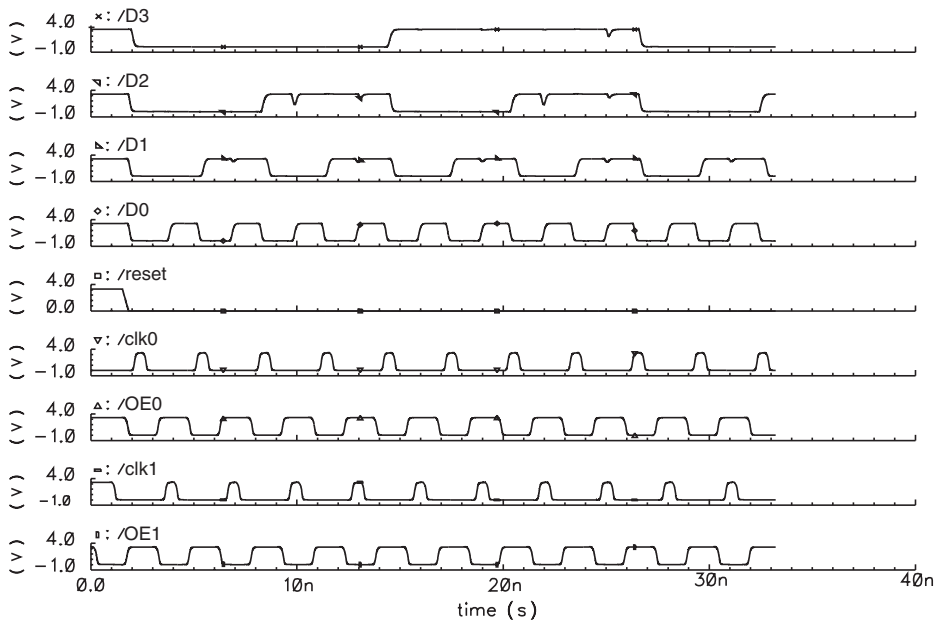 4.0 ×: /D3
(V)
-1.0
4.0 : /D2
(V)
-1.0
4.0 : /D1
(V)
-1.0
4.0 ◇: /D0
(V)
-1.0
4.0 □: /reset
(V)
0.0
4.0 ▽: /clk0
(V)
-1.0
4.0 △: /OE0
(V)
-1.0
4.0 : /clk1
(V)
-1.0
4.0 : /OE1
(V)
-1.0
0.0 10n 20n 30n 40n
time (s)